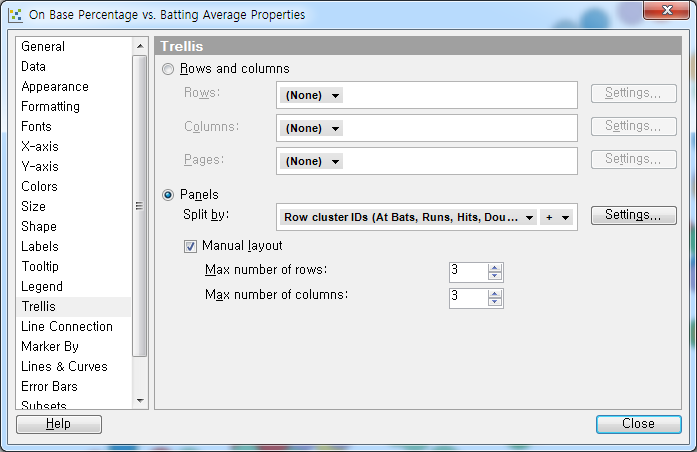 On Base Percentage vs. Batting Average Properties
General
Data
Appearance
Formatting
Fonts
X-axis
Y-axis
Colors
Size
Shape
Labels
Tooltip
Legend
Trellis
Line Connection
Marker By
Lines & Curves
Error Bars
Subsets
Trellis
Rows and columns
Rows: (None) Settings...
Columns: (None) Settings...
Pages: (None) Settings...
Panels
Split by: Row cluster IDs (At Bats, Runs, Hits, Dou... + Settings...
Manual layout
Max number of rows: 3
Max number of columns: 3
Help
Close